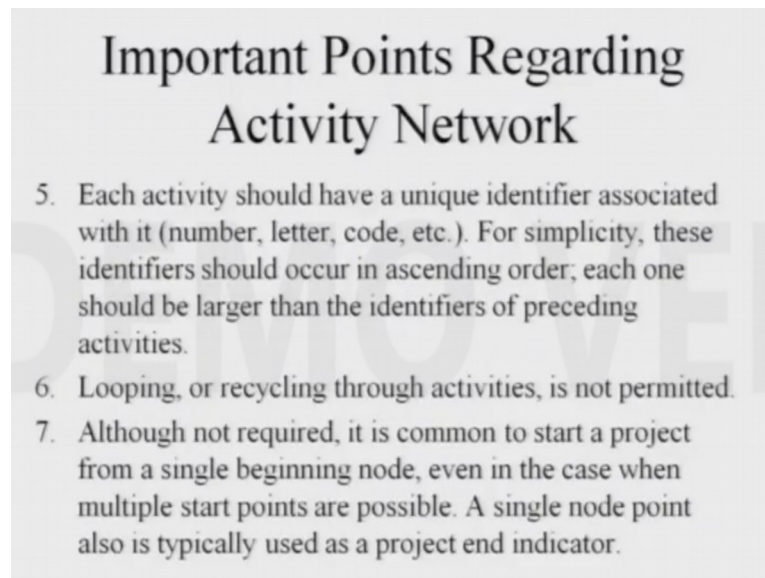 Important Points Regarding
Activity Network
5. Each activity should have a unique identifier associated
with it (number, letter, code, etc.). For simplicity, these
identifiers should occur in ascending order; each one
should be larger than the identifiers of preceding
activities.
6. Looping, or recycling through activities, is not permitted.
7. Although not required, it is common to start a project
from a single beginning node, even in the case when
multiple start points are possible. A single node point
also is typically used as a project end indicator.
DEMO VE